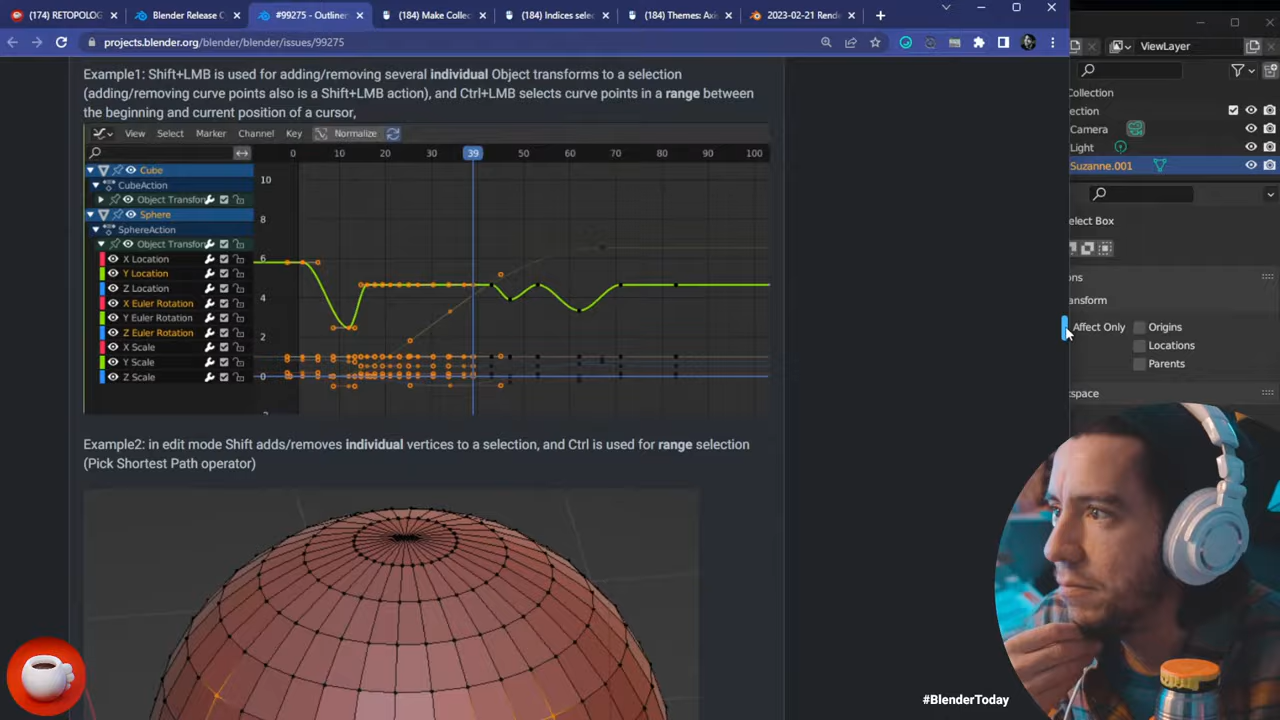 (174) RETOPOLOG
Blender Release Cy
#99275 - Outliner
(184) Make Collec
(184) Indices selec
(184) Themes: Axis
2023-02-21 Rende
projects.blender.org/blender/blender/issues/99275
ViewLayer
Example1: Shift+LMB is used for adding/removing several individual Object transforms to a selection
(adding/removing curve points also is a Shift+LMB action), and Ctrl+LMB selects curve points in a range between
the beginning and current position of a cursor,
View Select Marker Channel Key Normalize
0 10 20 30 39 50 60 70 80 90 100
Cube
CubeAction
Object Transfor
Sphere
SphereAction
Object Transfor
X Location
Y Location
Z Location
X Euler Rotation
Y Euler Rotation
Z Euler Rotation
X Scale
Y Scale
Z Scale
10
8
6
4
2
0
Example2: in edit mode Shift adds/removes individual vertices to a selection, and Ctrl is used for range selection
(Pick Shortest Path operator)
Collection
ection
Camera
Light
Suzanne.001
elect Box
ons
ansform
Affect Only
Origins
Locations
Parents
kspace
#BlenderToday